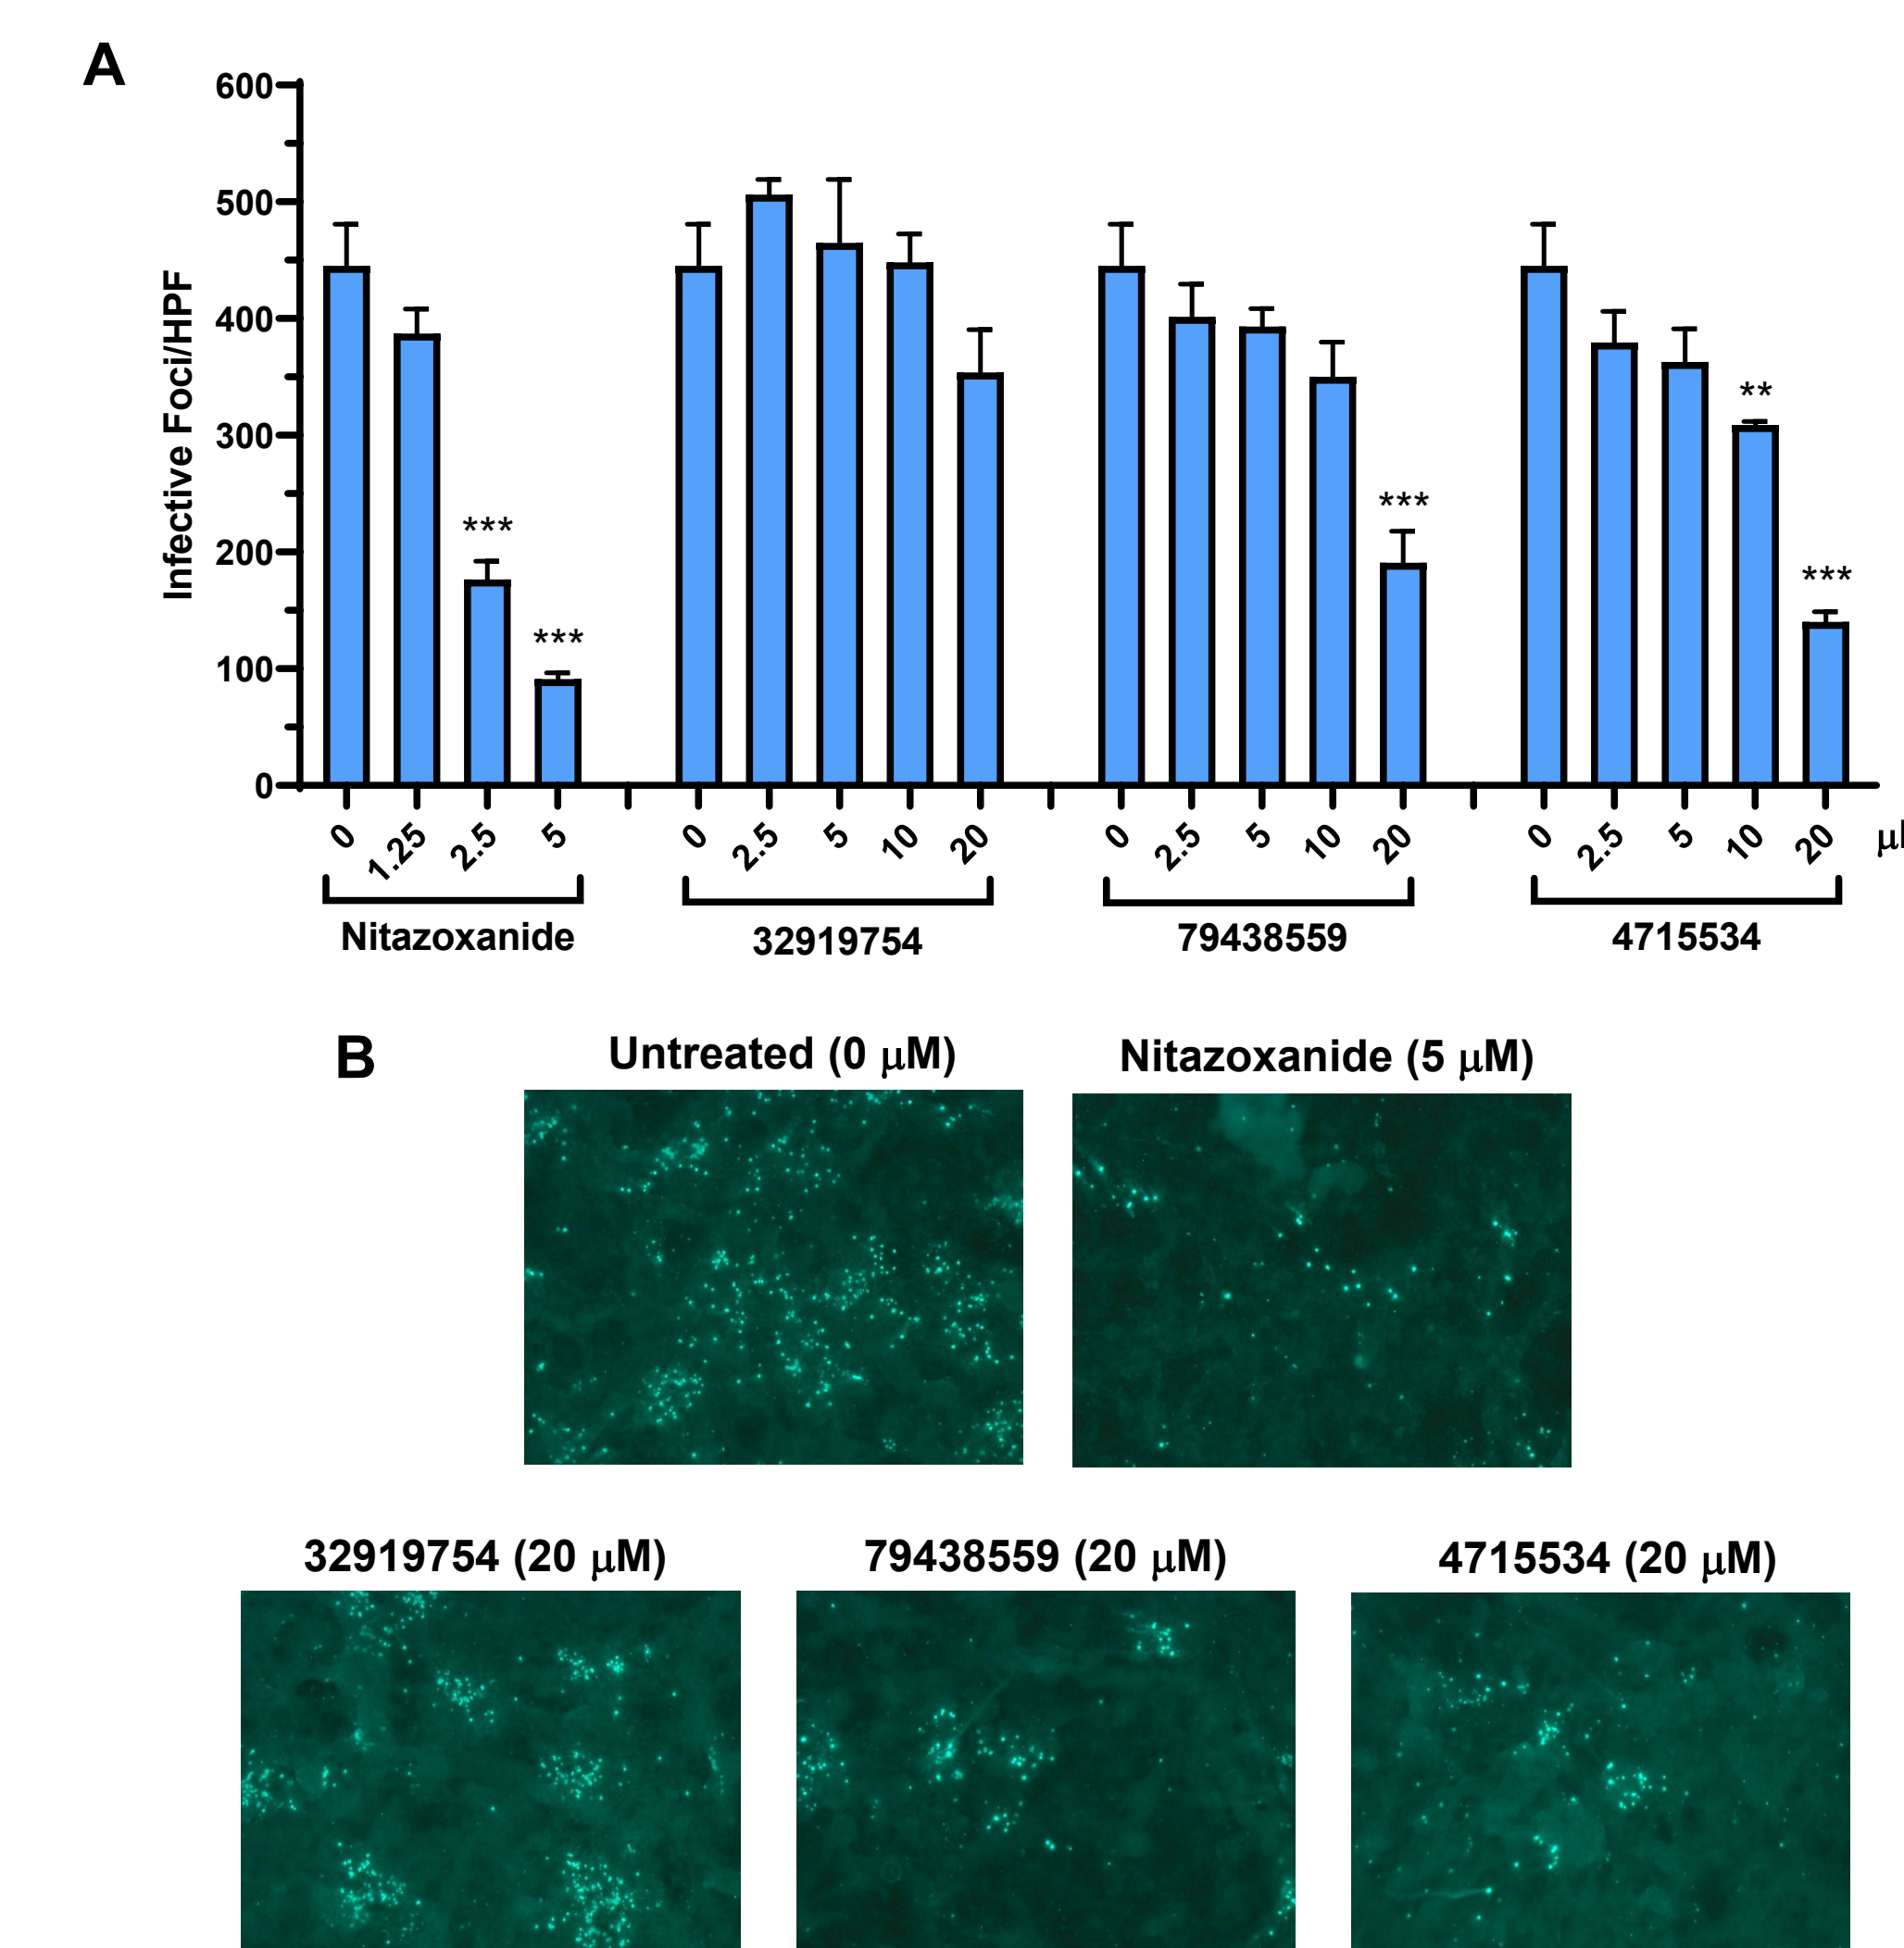 A
600
500
400
300
200
100
0
Infective Foci/HPF
***
***
***
**
***
0 1.25 2.5 5 0 2.5 5 10 20 0 2.5 5 10 20 0 2.5 5 10 20
Nitazoxanide 32919754 79438559 4715534
B
Untreated (0 μM) Nitazoxanide (5 μM)
32919754 (20 μM) 79438559 (20 μM) 4715534 (20 μM)